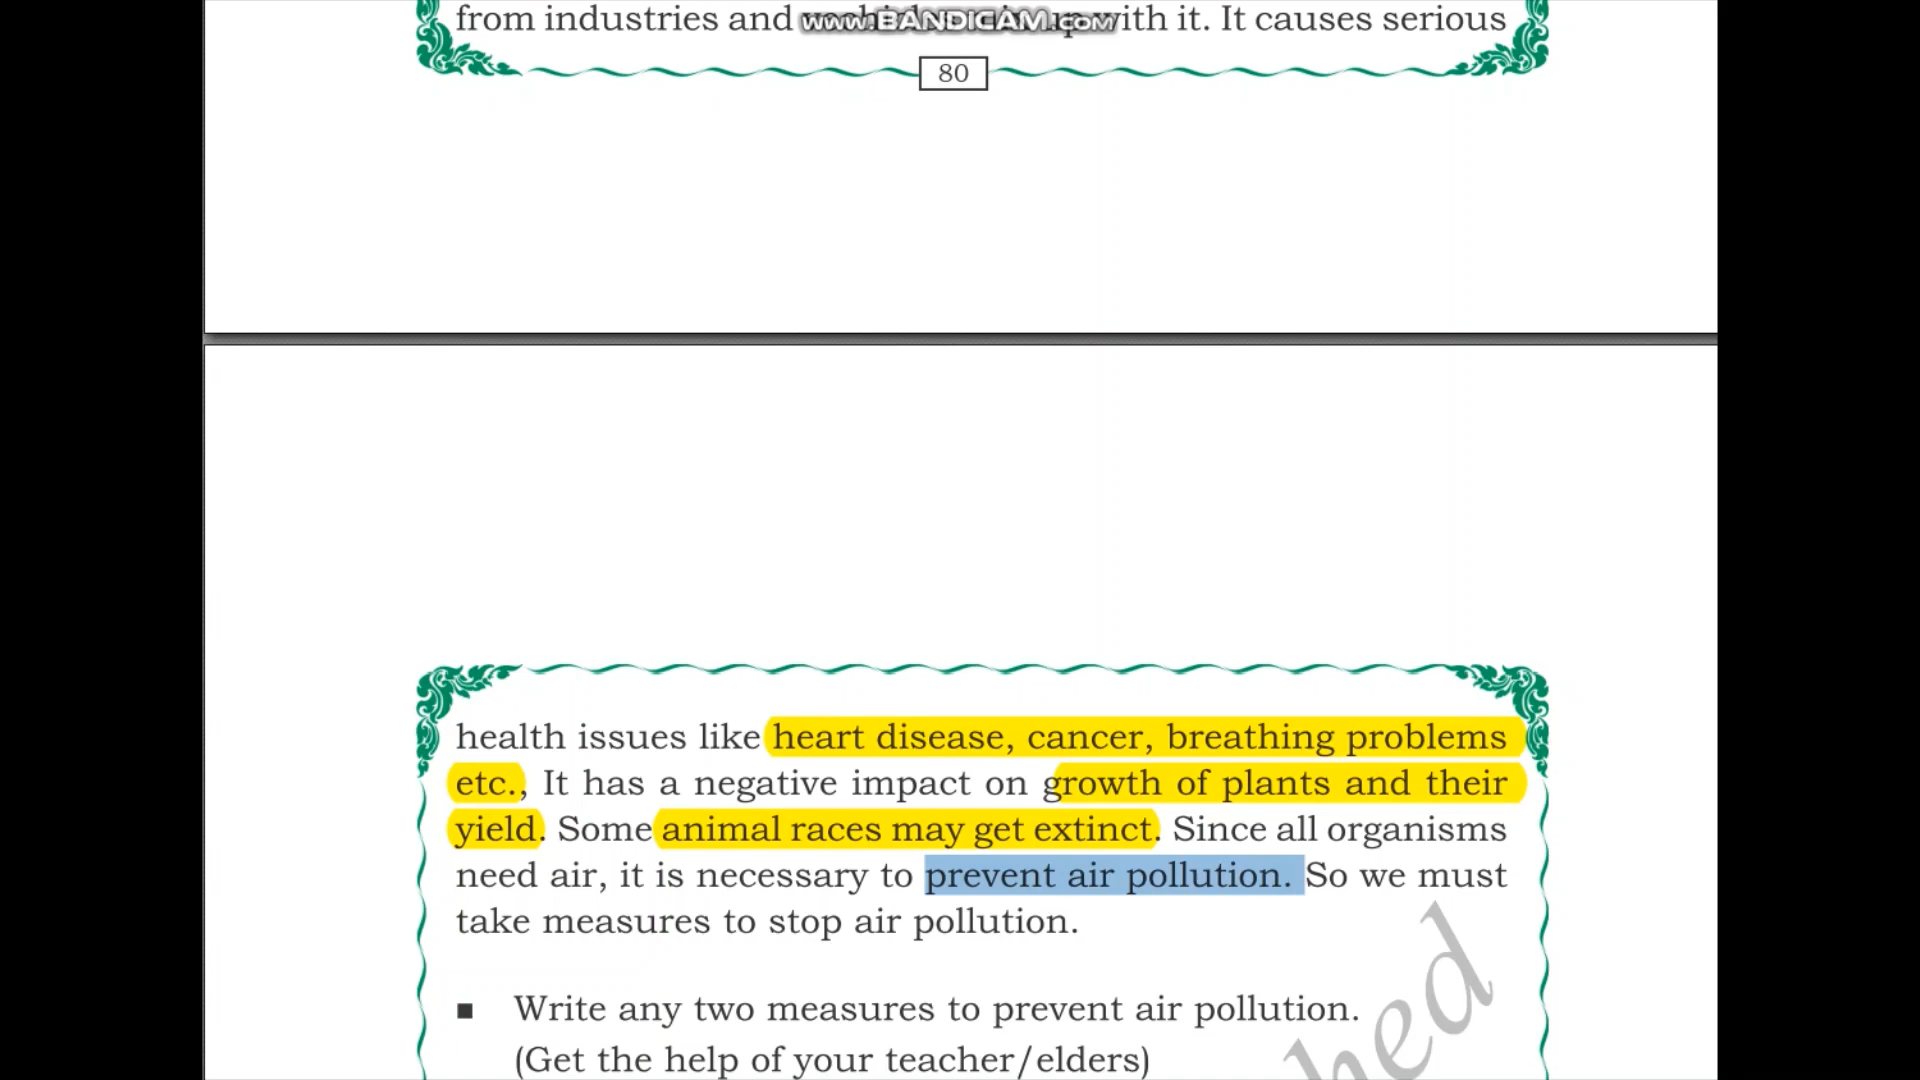 from industries and with it. It causes serious
www.BANDICAM.com
80
health issues like heart disease, cancer, breathing problems
etc., It has a negative impact on growth of plants and their
yield. Some animal races may get extinct. Since all organisms
need air, it is necessary to prevent air pollution. So we must
take measures to stop air pollution.
■ Write any two measures to prevent air pollution.
(Get the help of your teacher/elders)
hed